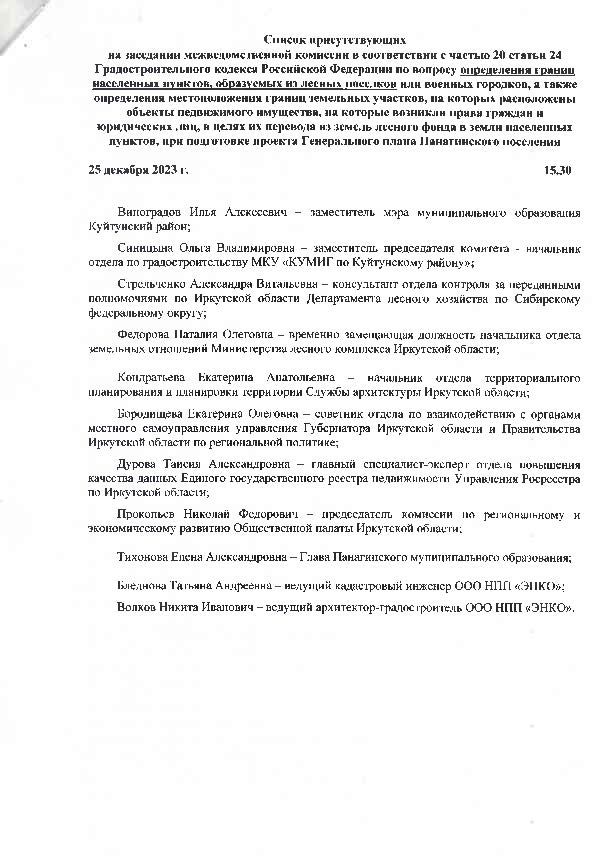 Список присутствующих
на заседании межведомственной комиссии в соответствии с частью 20 статьи 24
Градостроительного кодекса Российской Федерации по вопросу определения границ
населенных пунктов, образуемых из лесных поселков или военных городков, а также
определения местоположения границ земельных участков, на которых расположены
объекты недвижимого имущества, на которые возникли права граждан и
юридических лиц, в целях их перевода из земель лесного фонда в земли населенных
пунктов, при подготовке проекта Генерального плана Панагинского поселения
25 декабря 2023 г. 15.30
Виноградов Илья Алексеевич – заместитель мэра муниципального образования
Куйтунский район;
Синицына Ольга Владимировна – заместитель председателя комитета - начальник
отдела по градостроительству МКУ «КУМИГ по Куйтунскому району»;
Стрельченко Александра Витальевна – консультант отдела контроля за переданными
полномочиями по Иркутской области Департамента лесного хозяйства по Сибирскому
федеральному округу;
Федорова Наталия Олеговна – временно замещающая должность начальника отдела
земельных отношений Министерства лесного комплекса Иркутской области;
Кондратьева Екатерина Анатольевна – начальник отдела территориального
планирования и планировки территории Службы архитектуры Иркутской области;
Бородищева Екатерина Олеговна – советник отдела по взаимодействию с органами
местного самоуправления управления Губернатора Иркутской области и Правительства
Иркутской области по региональной политике;
Дурова Таисия Александровна – главный специалист-эксперт отдела повышения
качества данных Единого государственного реестра недвижимости Управления Росреестра
по Иркутской области;
Прокопьев Николай Федорович – председатель комиссии по региональному и
экономическому развитию Общественной палаты Иркутской области;
Тихонова Елена Александровна – Глава Панагинского муниципального образования;
Бледнова Татьяна Андреевна – ведущий кадастровый инженер ООО НПП «ЭНКО»;
Волков Никита Иванович – ведущий архитектор-градостроитель ООО НПП «ЭНКО».